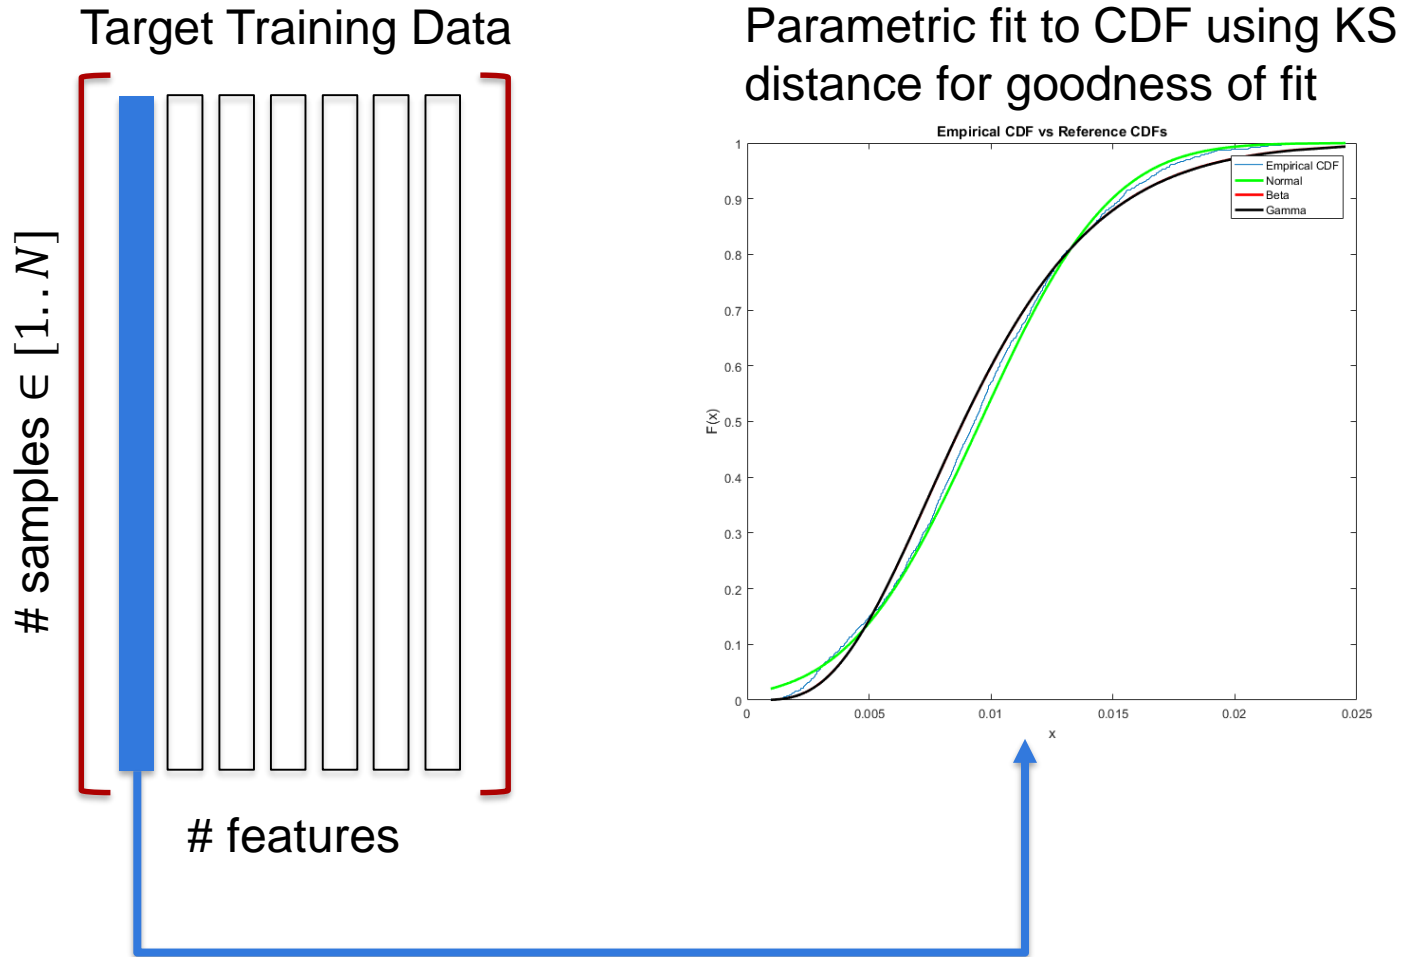 Target Training Data
# samples ∈ [1..N]
# features
Parametric fit to CDF using KS
distance for goodness of fit
Empirical CDF vs Reference CDFs
Empirical CDF
Normal
Beta
Gamma
F(x)
1
0.9
0.8
0.7
0.6
0.5
0.4
0.3
0.2
0.1
0
0
0.005
0.01
0.015
0.02
0.025
x